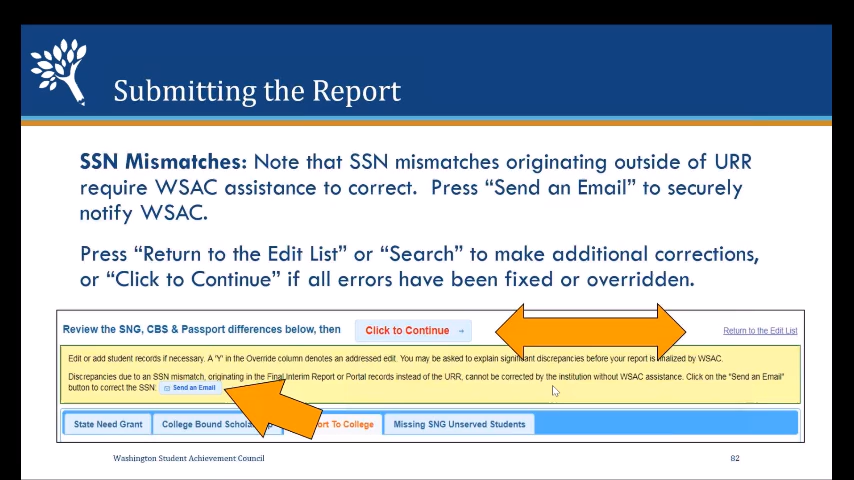 Submitting the Report
SSN Mismatches: Note that SSN mismatches originating outside of URR
require WSAC assistance to correct. Press “Send an Email” to securely
notify WSAC.
Press “Return to the Edit List” or “Search” to make additional corrections,
or “Click to Continue” if all errors have been fixed or overridden.
Review the SNG, CBS & Passport differences below, then Click to Continue Return to the Edit List
Edit or add student records if necessary. A 'Y' in the Override column denotes an addressed edit. You may be asked to explain significant discrepancies before your report is finalized by WSAC.
Discrepancies due to an SSN mismatch, originating in the Final Interim Report or Portal records instead of the URR, cannot be corrected by the institution without WSAC assistance. Click on the "Send an Email"
button to correct the SSN. Send an Email
State Need Grant College Bound Schola ort To College Missing SNG Unserved Students
Washington Student Achievement Council 82